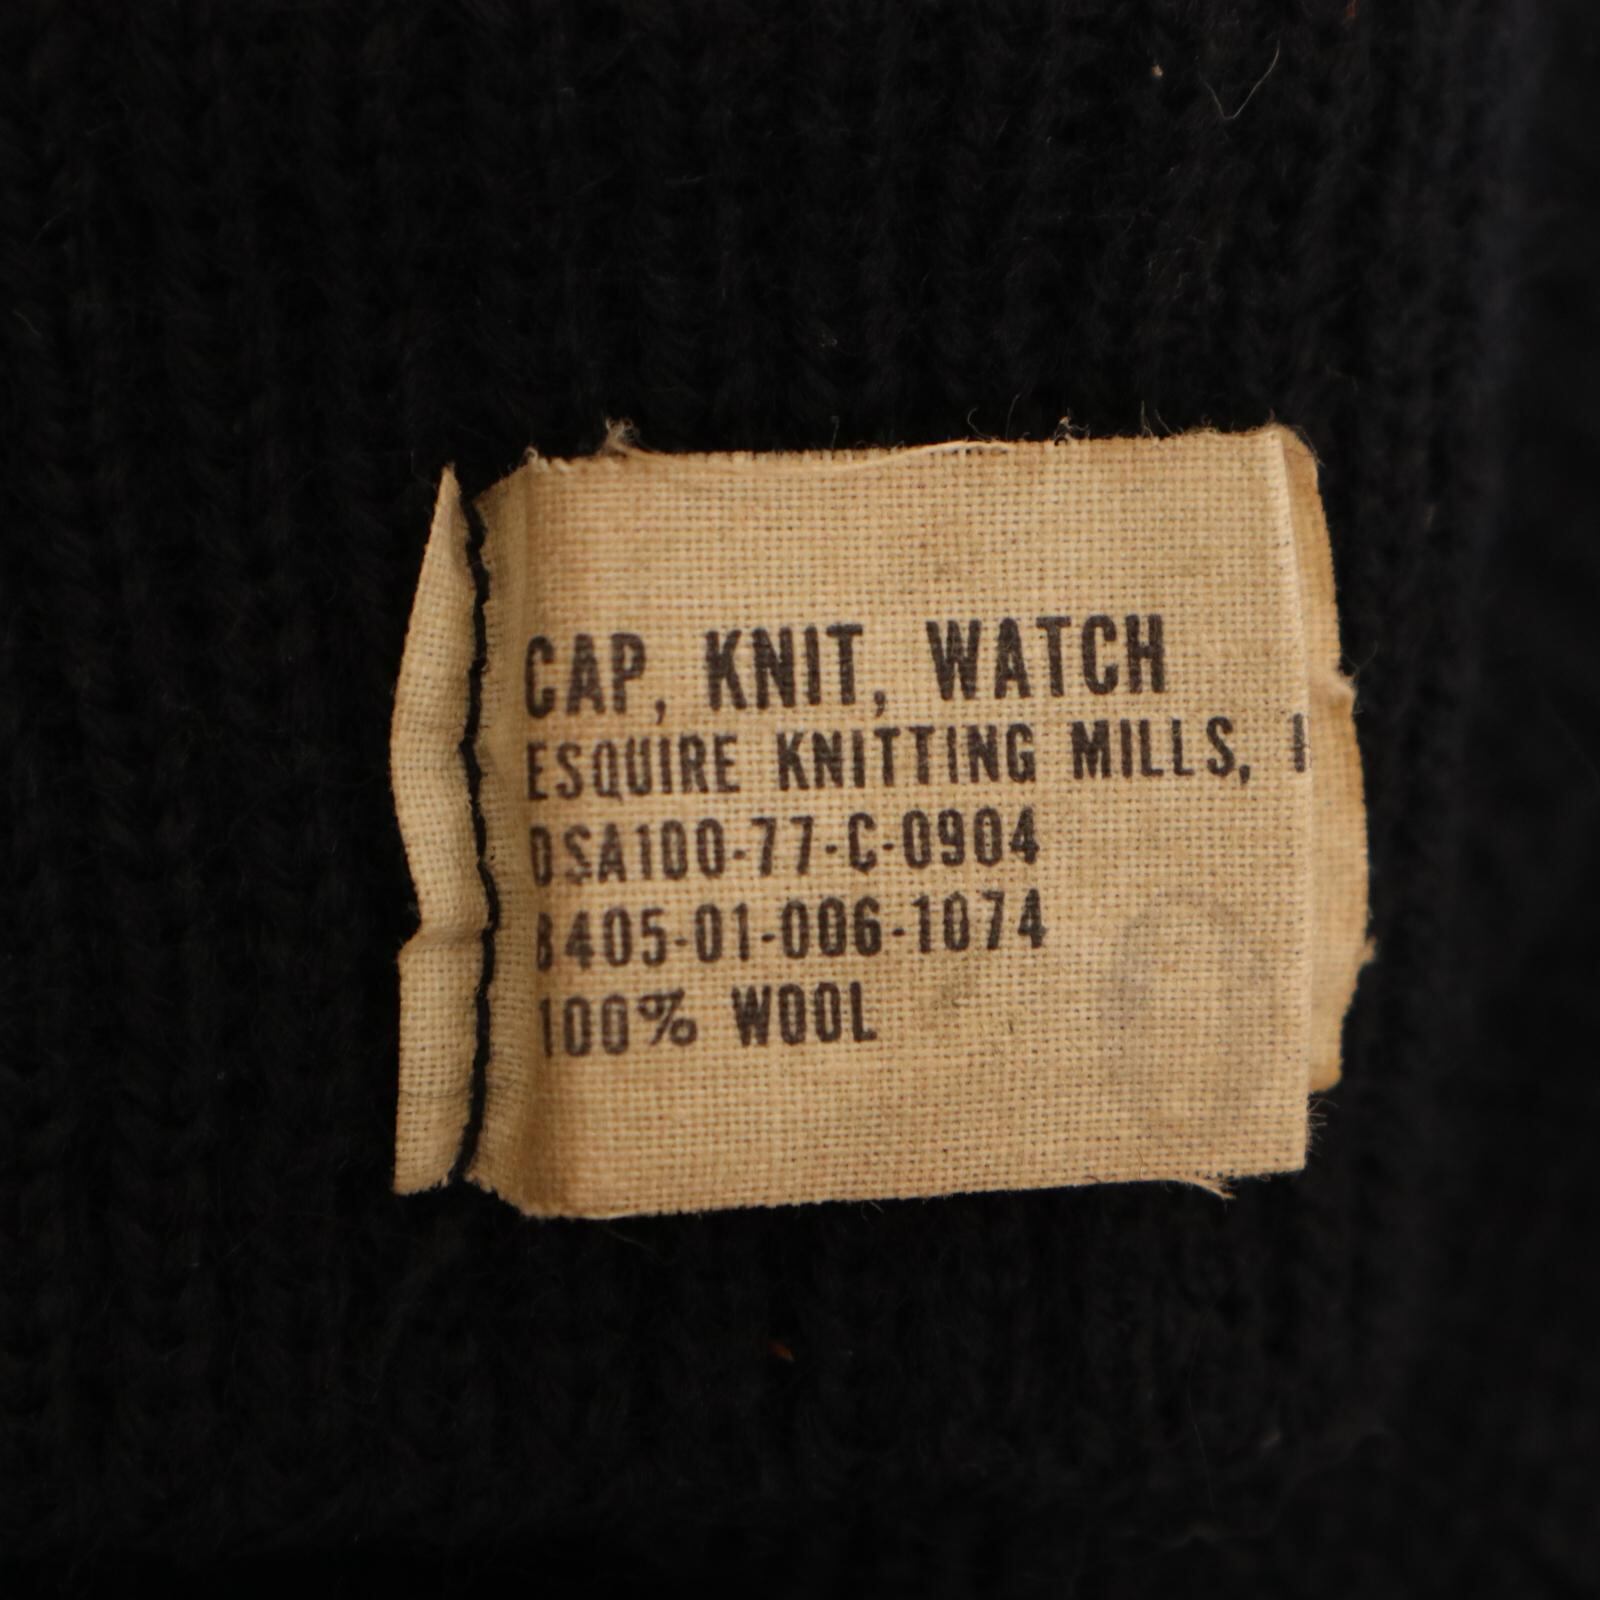 CAP, KNIT, WATCH
ESQUIRE KNITTING MILLS, I
DSA100-77-C-0904
8405-01-006-1074
100% WOOL